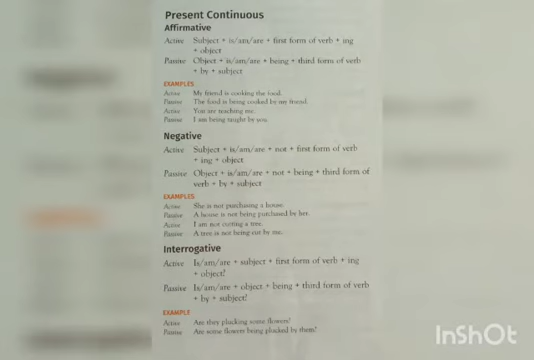 Present Continuous
Affirmative
Active Subject + is/am/are + first form of verb + ing
+ object
Passive Object + is/am/are + being + third form of verb
+ by + subject
EXAMPLES
Active My friend is cooking the food.
Passive The food is being cooked by my friend.
Active You are teaching me.
Passive I am being taught by you.
Negative
Active Subject + is/am/are + not + first form of verb
+ ing + object
Passive Object + is/am/are + not + being + third form of
verb + by + subject
EXAMPLES
Active She is not purchasing a house.
Passive A house is not being purchased by her.
Active I am not cutting a tree.
Passive A tree is not being cut by me.
Interrogative
Active Is/am/are + subject + first form of verb + ing
+ object?
Passive Is/am/are + object + being + third form of verb
+ by + subject?
EXAMPLE
Active Are they plucking some flowers?
Passive Are some flowers being plucked by them?
InShOt